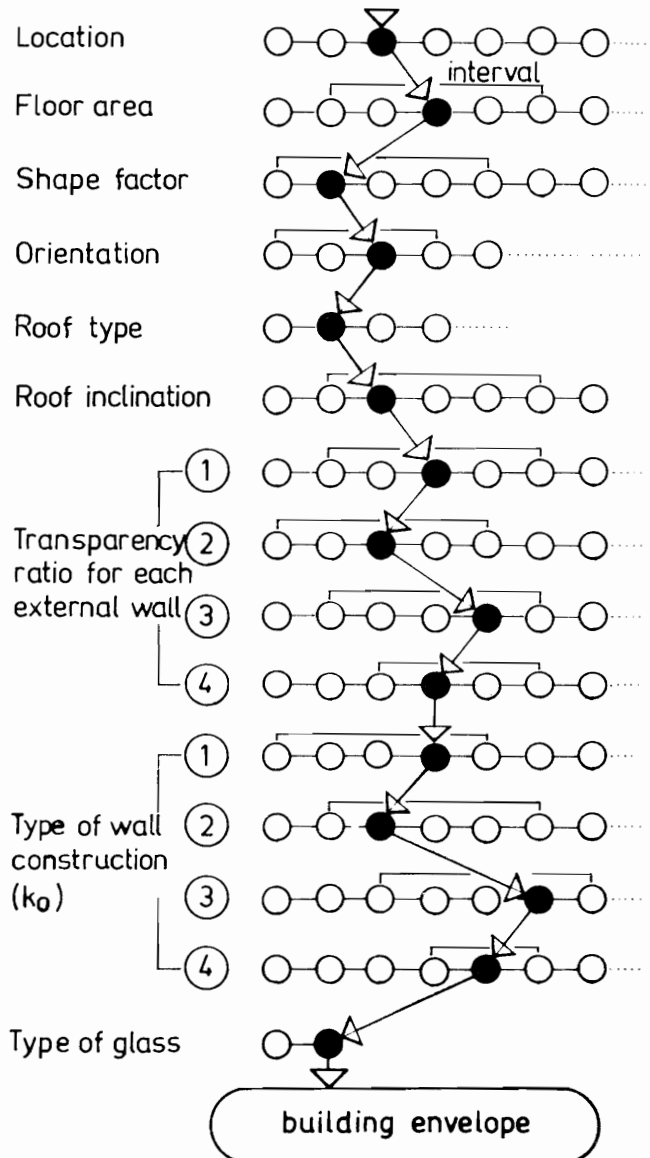 Location
interval
Floor area
Shape factor
Orientation
Roof type
Roof inclination
1
Transparency 2
ratio for each
external wall 3
4
1
Type of wall 2
construction
(k₀) 3
4
Type of glass
building envelope